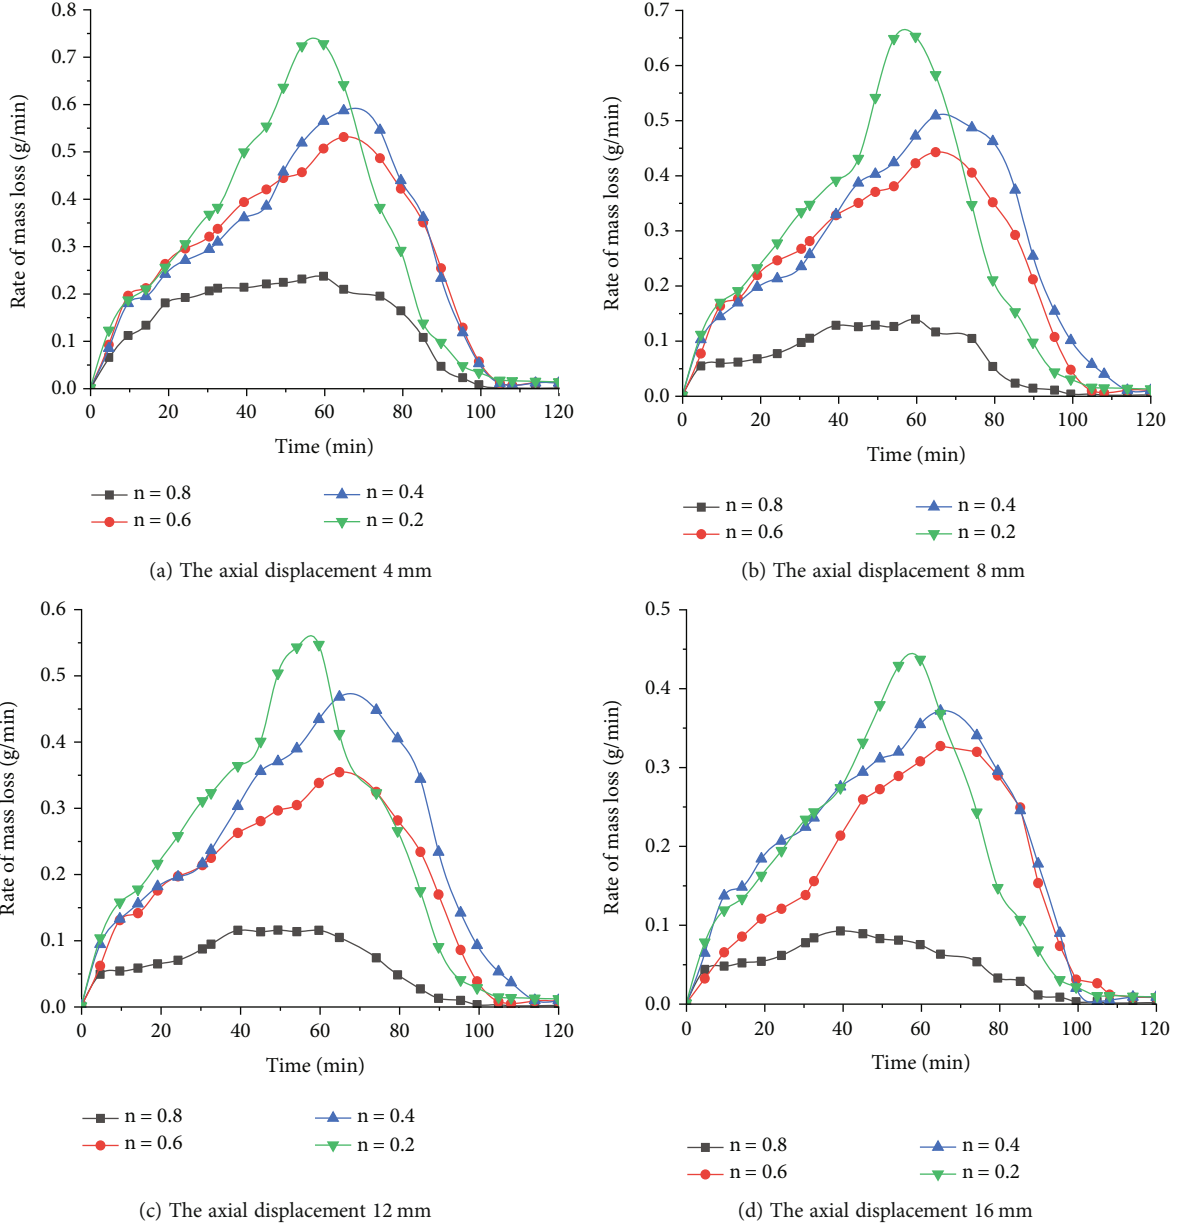 0.8
0.7
0.6
0.5
0.4
0.3
0.2
0.1
0.0
Rate of mass loss (g/min)
0 20 40 60 80 100 120
Time (min)
n = 0.8 n = 0.4
n = 0.6 n = 0.2
(a) The axial displacement 4 mm
0.7
0.6
0.5
0.4
0.3
0.2
0.1
0.0
Rate of mass loss (g/min)
0 20 40 60 80 100 120
Time (min)
n = 0.8 n = 0.4
n = 0.6 n = 0.2
(b) The axial displacement 8 mm
0.6
0.5
0.4
0.3
0.2
0.1
0.0
Rate of mass loss (g/min)
0 20 40 60 80 100 120
Time (min)
n = 0.8 n = 0.4
n = 0.6 n = 0.2
(c) The axial displacement 12 mm
0.5
0.4
0.3
0.2
0.1
0.0
Rate of mass loss (g/min)
0 20 40 60 80 100 120
Time (min)
n = 0.8 n = 0.4
n = 0.6 n = 0.2
(d) The axial displacement 16 mm